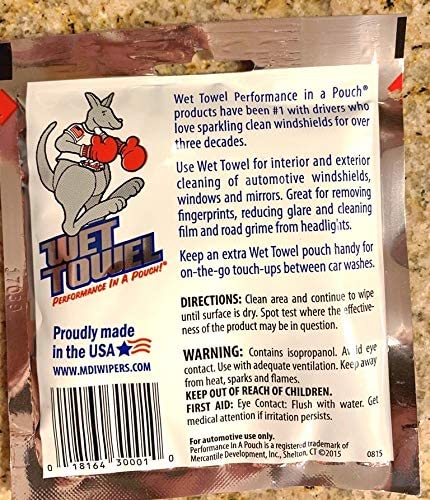 Wet Towel Performance in a Pouch®
products have been #1 with drivers who
love sparkling clean windshields for over
three decades.
Use Wet Towel for interior and exterior
cleaning of automotive windshields,
windows and mirrors. Great for removing
fingerprints, reducing glare and cleaning
film and road grime from headlights.
Keep an extra Wet Towel pouch handy for
on-the-go touch-ups between car washes.
WET
TOWEL
PERFORMANCE IN A POUCH!®
Proudly made
in the USA
WWW.MDIWIPERS.COM
0 18164 30001 0
DIRECTIONS: Clean area and continue to wipe
until surface is dry. Spot test where the effective-
ness of the product may be in question.
WARNING: Contains isopropanol. Avoid eye
contact. Use with adequate ventilation. Keep away
from heat, sparks and flames.
KEEP OUT OF REACH OF CHILDREN.
FIRST AID: Eye Contact: Flush with water. Get
medical attention if irritation persists.
For automotive use only.
Performance in A Pouch is a registered trademark of
Mercantile Development, Inc., Shelton, CT ©2015 0815